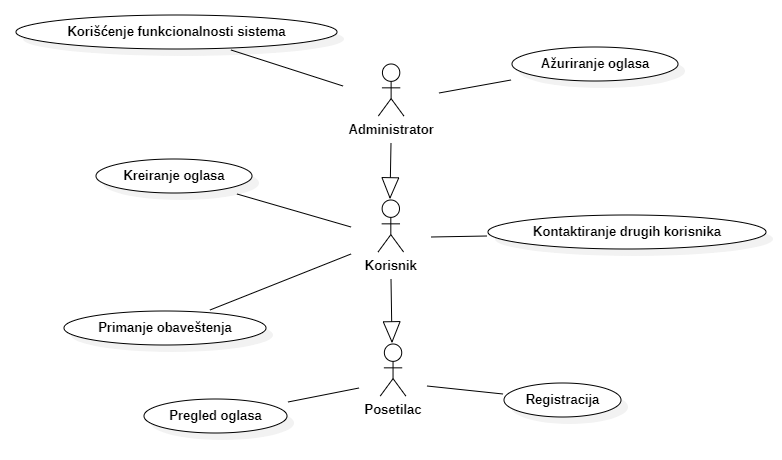 Korišćenje funkcionalnosti sistema
Ažuriranje oglasa
Administrator
Kreiranje oglasa
Kontaktiranje drugih korisnika
Korisnik
Primanje obaveštenja
Registracija
Posetilac
Pregled oglasa